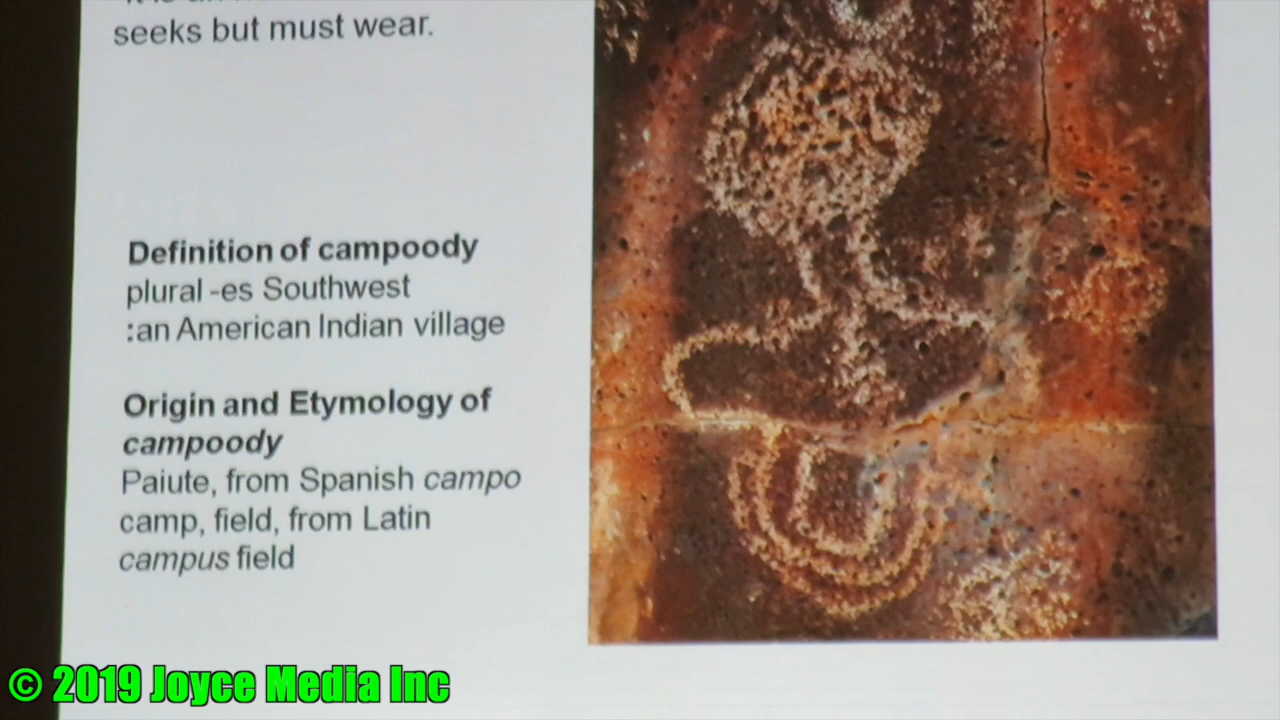 seeks but must wear.
Definition of campoody
plural -es Southwest
:an American Indian village
Origin and Etymology of
campoody
Paiute, from Spanish campo
camp, field, from Latin
campus field
© 2019 Joyce Media Inc